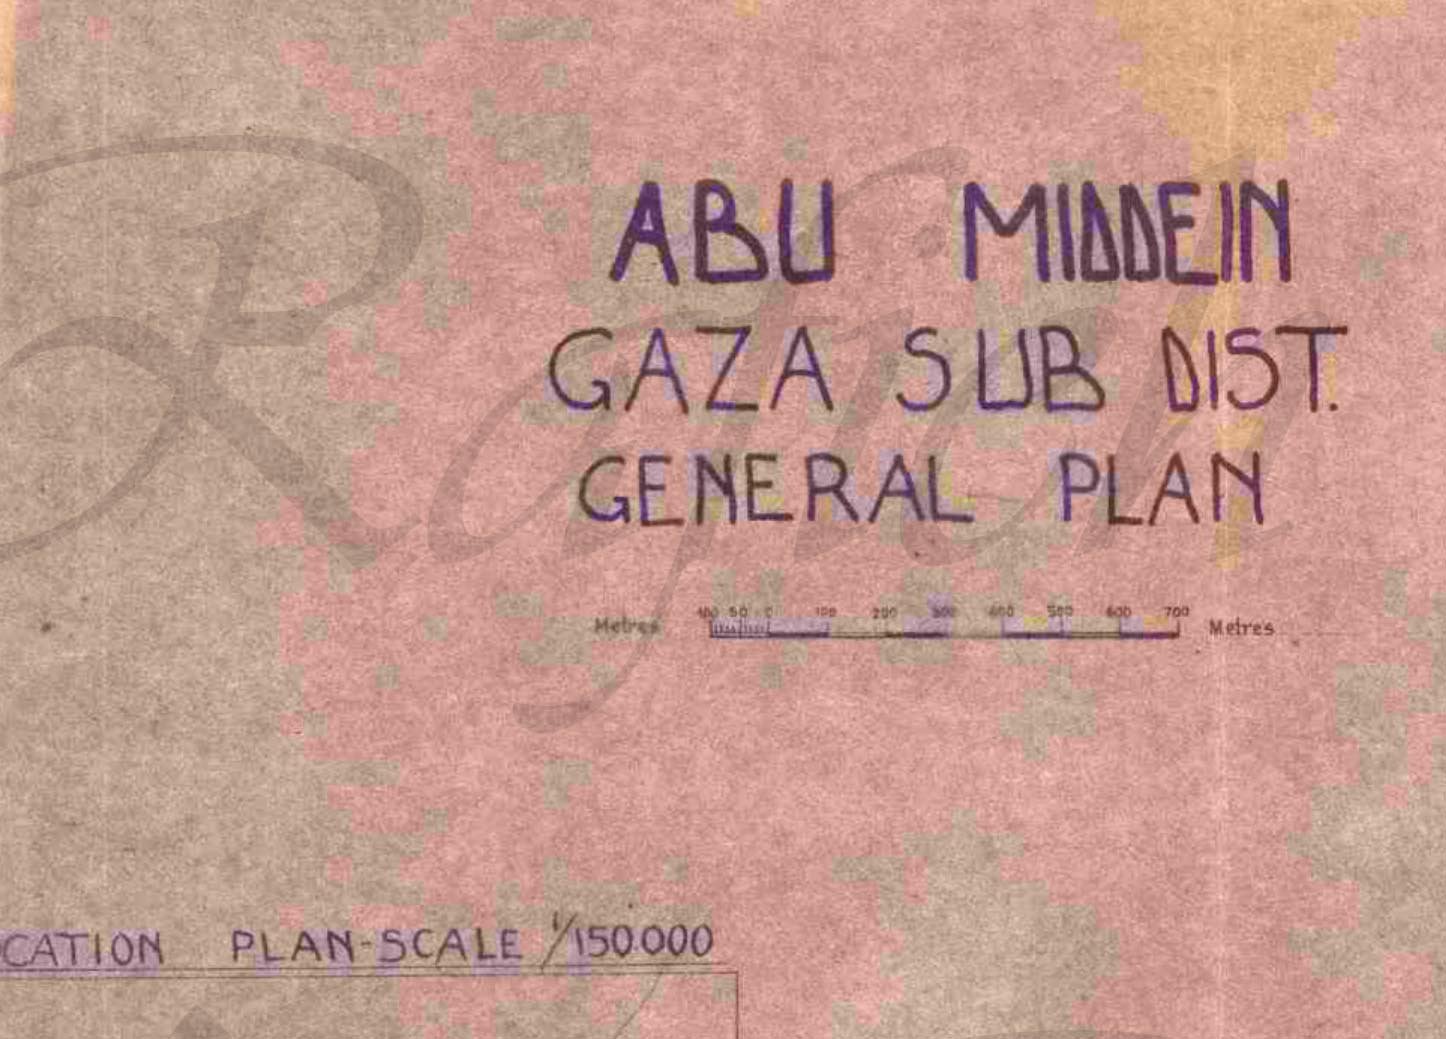 ABU MIDDEIN
GAZA SUB DIST.
GENERAL PLAN
Metres 100 50 0 100 200 300 400 500 600 700 Metres
CATION PLAN-SCALE 1/150.000